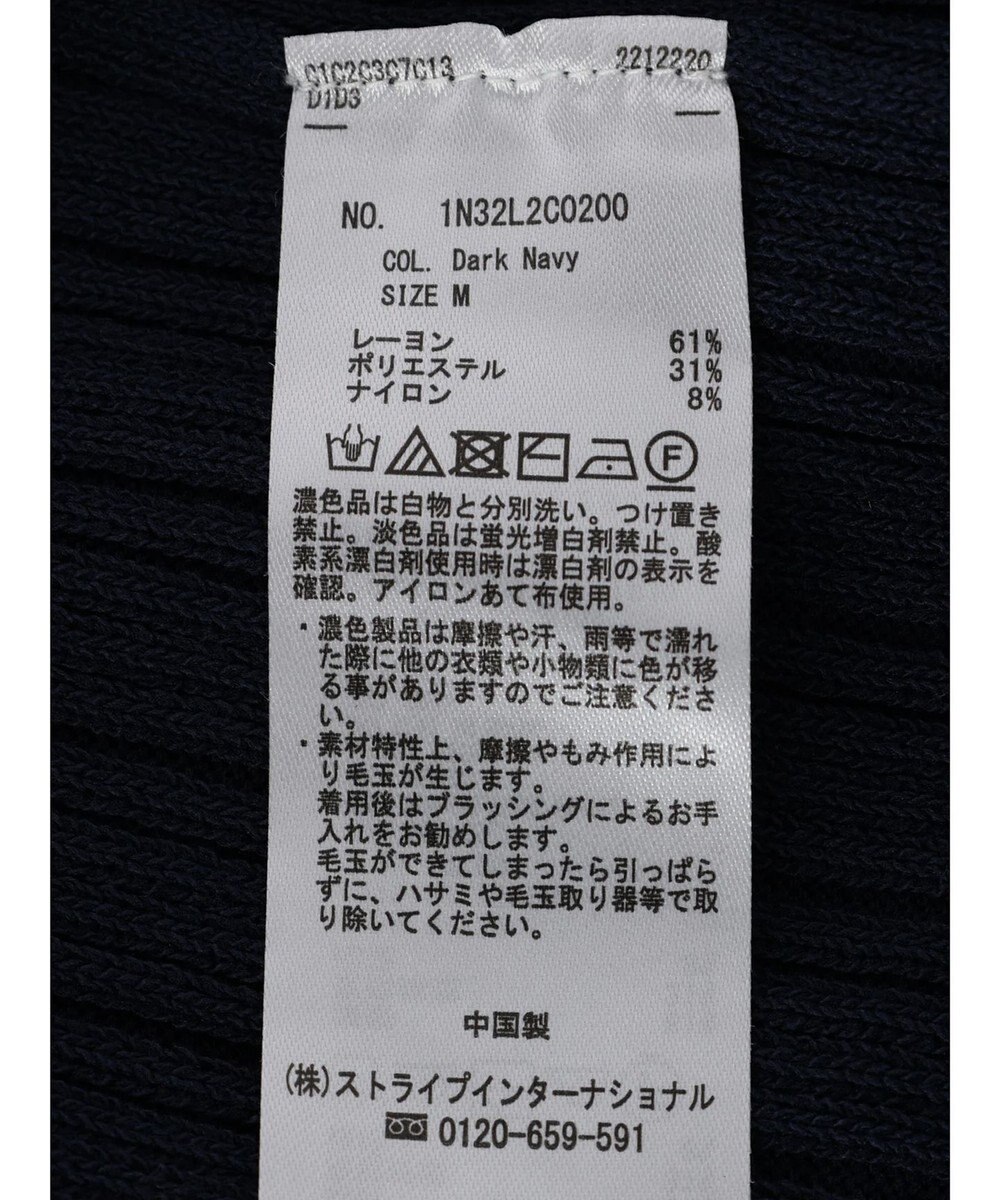 C1C2C3C7C13 2212220
D1D3
NO. 1N32L2C0200
COL. Dark Navy
SIZE M
レーヨン 61%
ポリエステル 31%
ナイロン 8%
F
濃色品は白物と分別洗い。つけ置き
禁止。淡色品は蛍光増白剤禁止。酸
素系漂白剤使用時は漂白剤の表示を
確認。アイロンあて布使用。
・濃色製品は摩擦や汗、雨等で濡れ
た際に他の衣類や小物類に色が移
る事がありますのでご注意くださ
い。
・素材特性上、摩擦やもみ作用によ
り毛玉が生じます。
着用後はブラッシングによるお手
入れをお勧めします。
毛玉ができてしまったら引っぱら
ずに、ハサミや毛玉取り器等で取
り除いてください。
中国製
(株)ストライプインターナショナル
0120-659-591